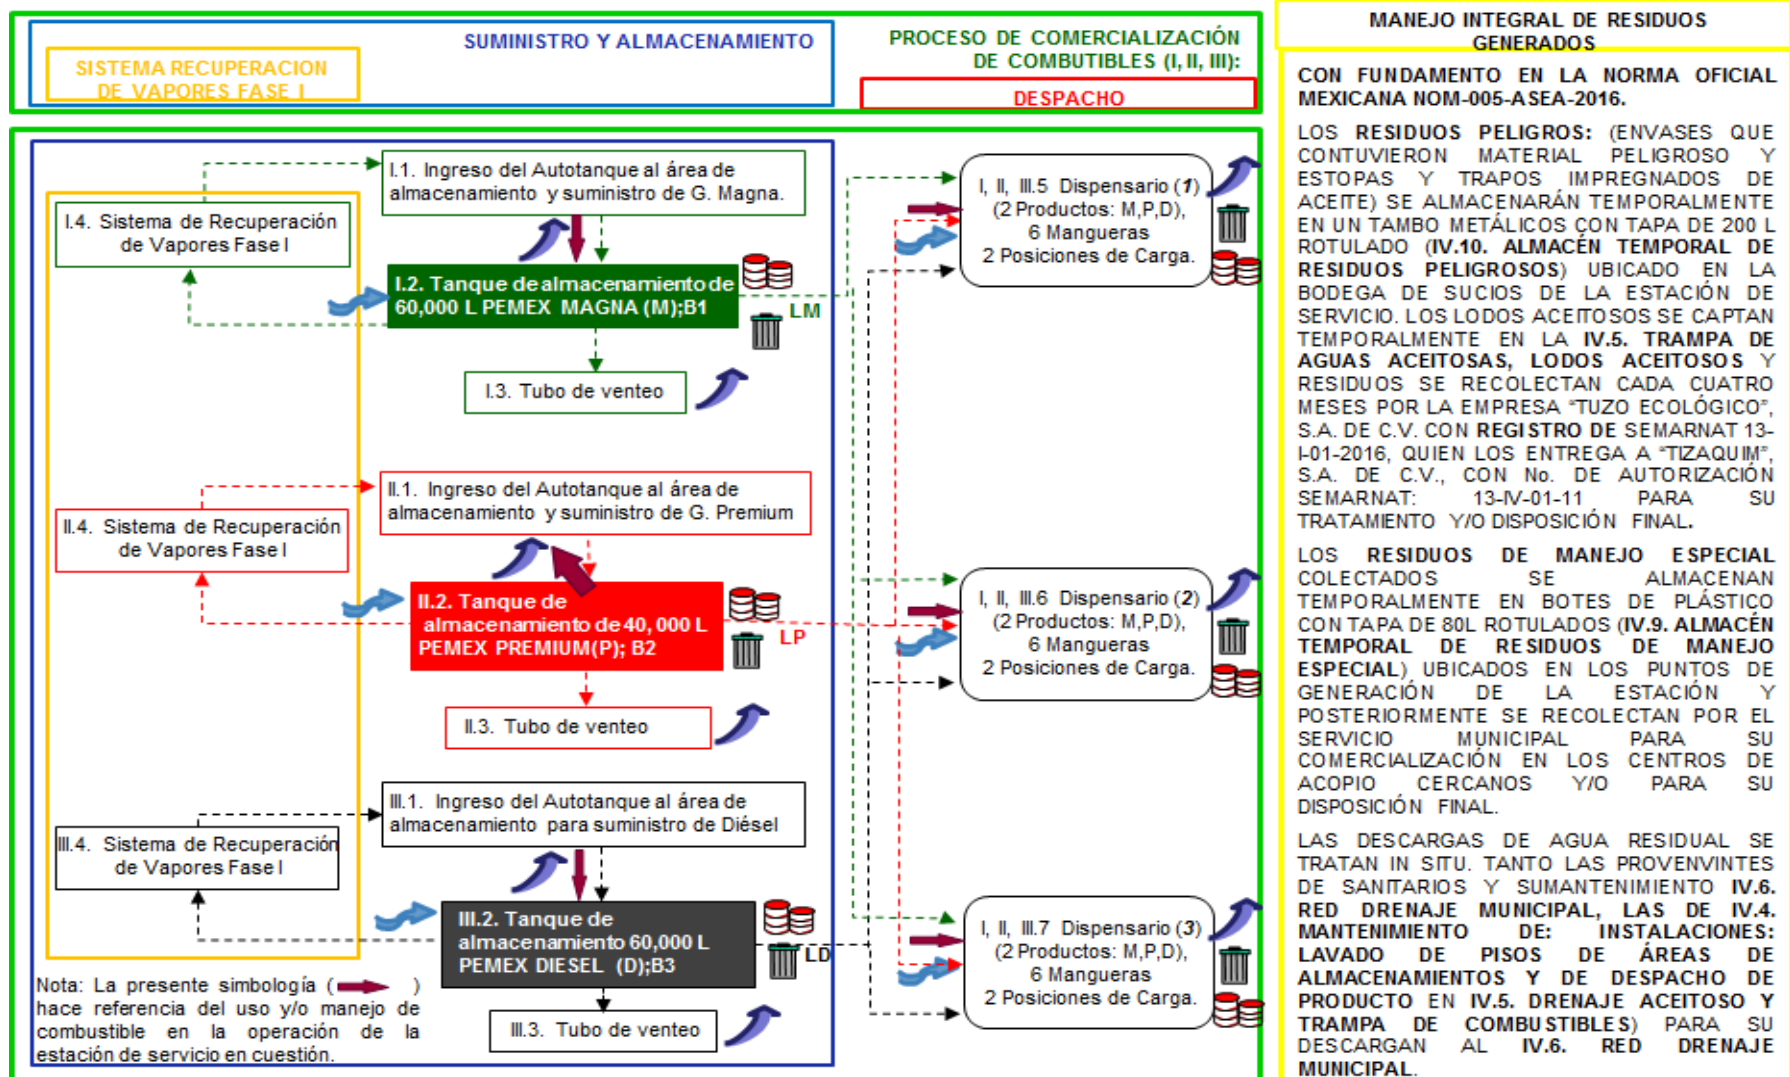 SUMINISTRO Y ALMACENAMIENTO
SISTEMA RECUPERACION
DE VAPORES FASE I
PROCESO DE COMERCIALIZACIÓN
DE COMBUTIBLES (I, II, III):
DESPACHO
I.1. Ingreso del Autotanque al área de
almacenamiento y suministro de G. Magna.
I.4. Sistema de Recuperación
de Vapores Fase I
I.2. Tanque de almacenamiento de
60,000 L PEMEX MAGNA (M);B1
LM
I.3. Tubo de venteo
II.1. Ingreso del Autotanque al área de
almacenamiento y suministro de G. Premium
II.4. Sistema de Recuperación
de Vapores Fase I
II.2. Tanque de
almacenamiento de 40,000 L
PEMEX PREMIUM(P); B2
LP
II.3. Tubo de venteo
III.1. Ingreso del Autotanque al área de
almacenamiento para suministro de Diésel
III.4. Sistema de Recuperación
de Vapores Fase I
III.2. Tanque de
almacenamiento 60,000 L
PEMEX DIESEL (D);B3
LD
III.3. Tubo de venteo
Nota: La presente simbología ( )
hace referencia del uso y/o manejo de
combustible en la operación de la
estación de servicio en cuestión.
I, II, III.5 Dispensario (1)
(2 Productos: M,P,D),
6 Mangueras
2 Posiciones de Carga.
I, II, III.6 Dispensario (2)
(2 Productos: M,P,D),
6 Mangueras
2 Posiciones de Carga.
I, II, III.7 Dispensario (3)
(2 Productos: M,P,D),
6 Mangueras
2 Posiciones de Carga.
MANEJO INTEGRAL DE RESIDUOS
GENERADOS
CON FUNDAMENTO EN LA NORMA OFICIAL
MEXICANA NOM-005-ASEA-2016.
LOS RESIDUOS PELIGROS: (ENVASES QUE
CONTUVIERON MATERIAL PELIGROSO Y
ESTOPAS Y TRAPOS IMPREGNADOS DE
ACEITE) SE ALMACENARÁN TEMPORALMENTE
EN UN TAMBO METÁLICOS CON TAPA DE 200 L
ROTULADO (IV.10. ALMACÉN TEMPORAL DE
RESIDUOS PELIGROSOS) UBICADO EN LA
BODEGA DE SUCIOS DE LA ESTACIÓN DE
SERVICIO. LOS LODOS ACEITOSOS SE CAPTAN
TEMPORALMENTE EN LA IV.5. TRAMPA DE
AGUAS ACEITOSAS, LODOS ACEITOSOS Y
RESIDUOS SE RECOLECTAN CADA CUATRO
MESES POR LA EMPRESA "TUZO ECOLÓGICO",
S.A. DE C.V. CON REGISTRO DE SEMARNAT 13-
I-01-2016, QUIEN LOS ENTREGA A "TIZAQUIM",
S.A. DE C.V., CON No. DE AUTORIZACIÓN
SEMARNAT: 13-IV-01-11 PARA SU
TRATAMIENTO Y/O DISPOSICIÓN FINAL.
LOS RESIDUOS DE MANEJO ESPECIAL
COLECTADOS SE ALMACENAN
TEMPORALMENTE EN BOTES DE PLÁSTICO
CON TAPA DE 80L ROTULADOS (IV.9. ALMACÉN
TEMPORAL DE RESIDUOS DE MANEJO
ESPECIAL) UBICADOS EN LOS PUNTOS DE
GENERACIÓN DE LA ESTACIÓN Y
POSTERIORMENTE SE RECOLECTAN POR EL
SERVICIO MUNICIPAL PARA SU
COMERCIALIZACIÓN EN LOS CENTROS DE
ACOPIO CERCANOS Y/O PARA SU
DISPOSICIÓN FINAL.
LAS DESCARGAS DE AGUA RESIDUAL SE
TRATAN IN SITU. TANTO LAS PROVENVINTES
DE SANITARIOS Y SUMANTENIMIENTO IV.6.
RED DRENAJE MUNICIPAL, LAS DE IV.4.
MANTENIMIENTO DE: INSTALACIONES:
LAVADO DE PISOS DE ÁREAS DE
ALMACENAMIENTOS Y DE DESPACHO DE
PRODUCTO EN IV.5. DRENAJE ACEITOSO Y
TRAMPA DE COMBUSTIBLES) PARA SU
DESCARGAN AL IV.6. RED DRENAJE
MUNICIPAL.